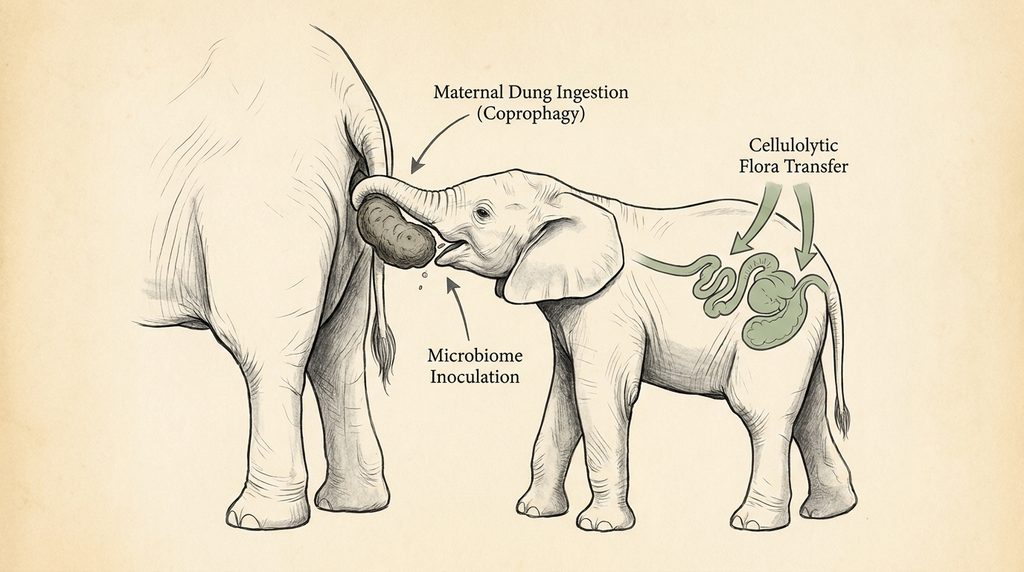 Maternal Dung Ingestion
(Coprophagy)
Cellulolytic
Flora Transfer
Microbiome
Inoculation